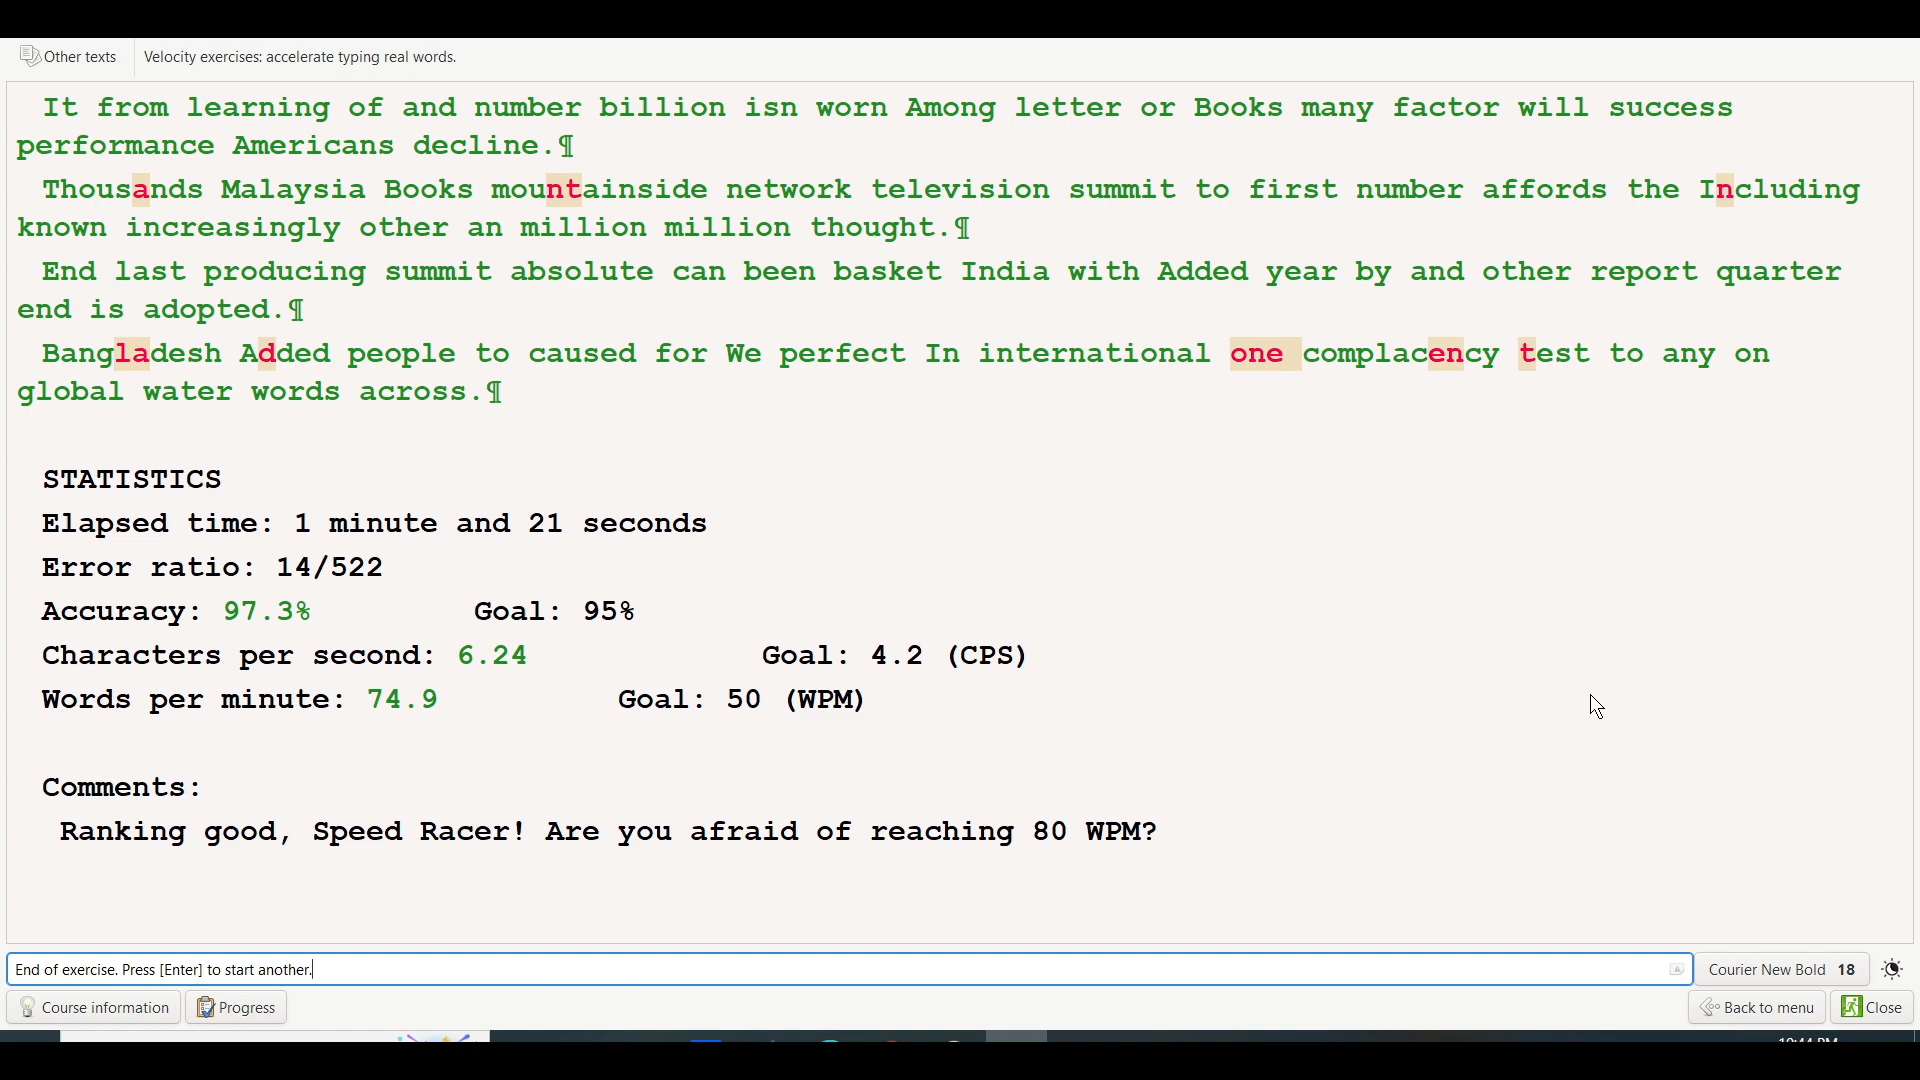 Other texts
Velocity exercises: accelerate typing real words.
It from learning of and number billion isn worn Among letter or Books many factor will success
performance Americans decline.¶
Thousands Malaysia Books mountainside network television summit to first number affords the Including
known increasingly other an million million thought.¶
End last producing summit absolute can been basket India with Added year by and other report quarter
end is adopted.¶
Bangladesh Added people to caused for We perfect In international one complacency test to any on
global water words across.¶
STATISTICS
Elapsed time: 1 minute and 21 seconds
Error ratio: 14/522
Accuracy: 97.3% Goal: 95%
Characters per second: 6.24 Goal: 4.2 (CPS)
Words per minute: 74.9 Goal: 50 (WPM)
Comments:
Ranking good, Speed Racer! Are you afraid of reaching 80 WPM?
End of exercise. Press [Enter] to start another.
Courier New Bold 18
Course information
Progress
Back to menu
Close